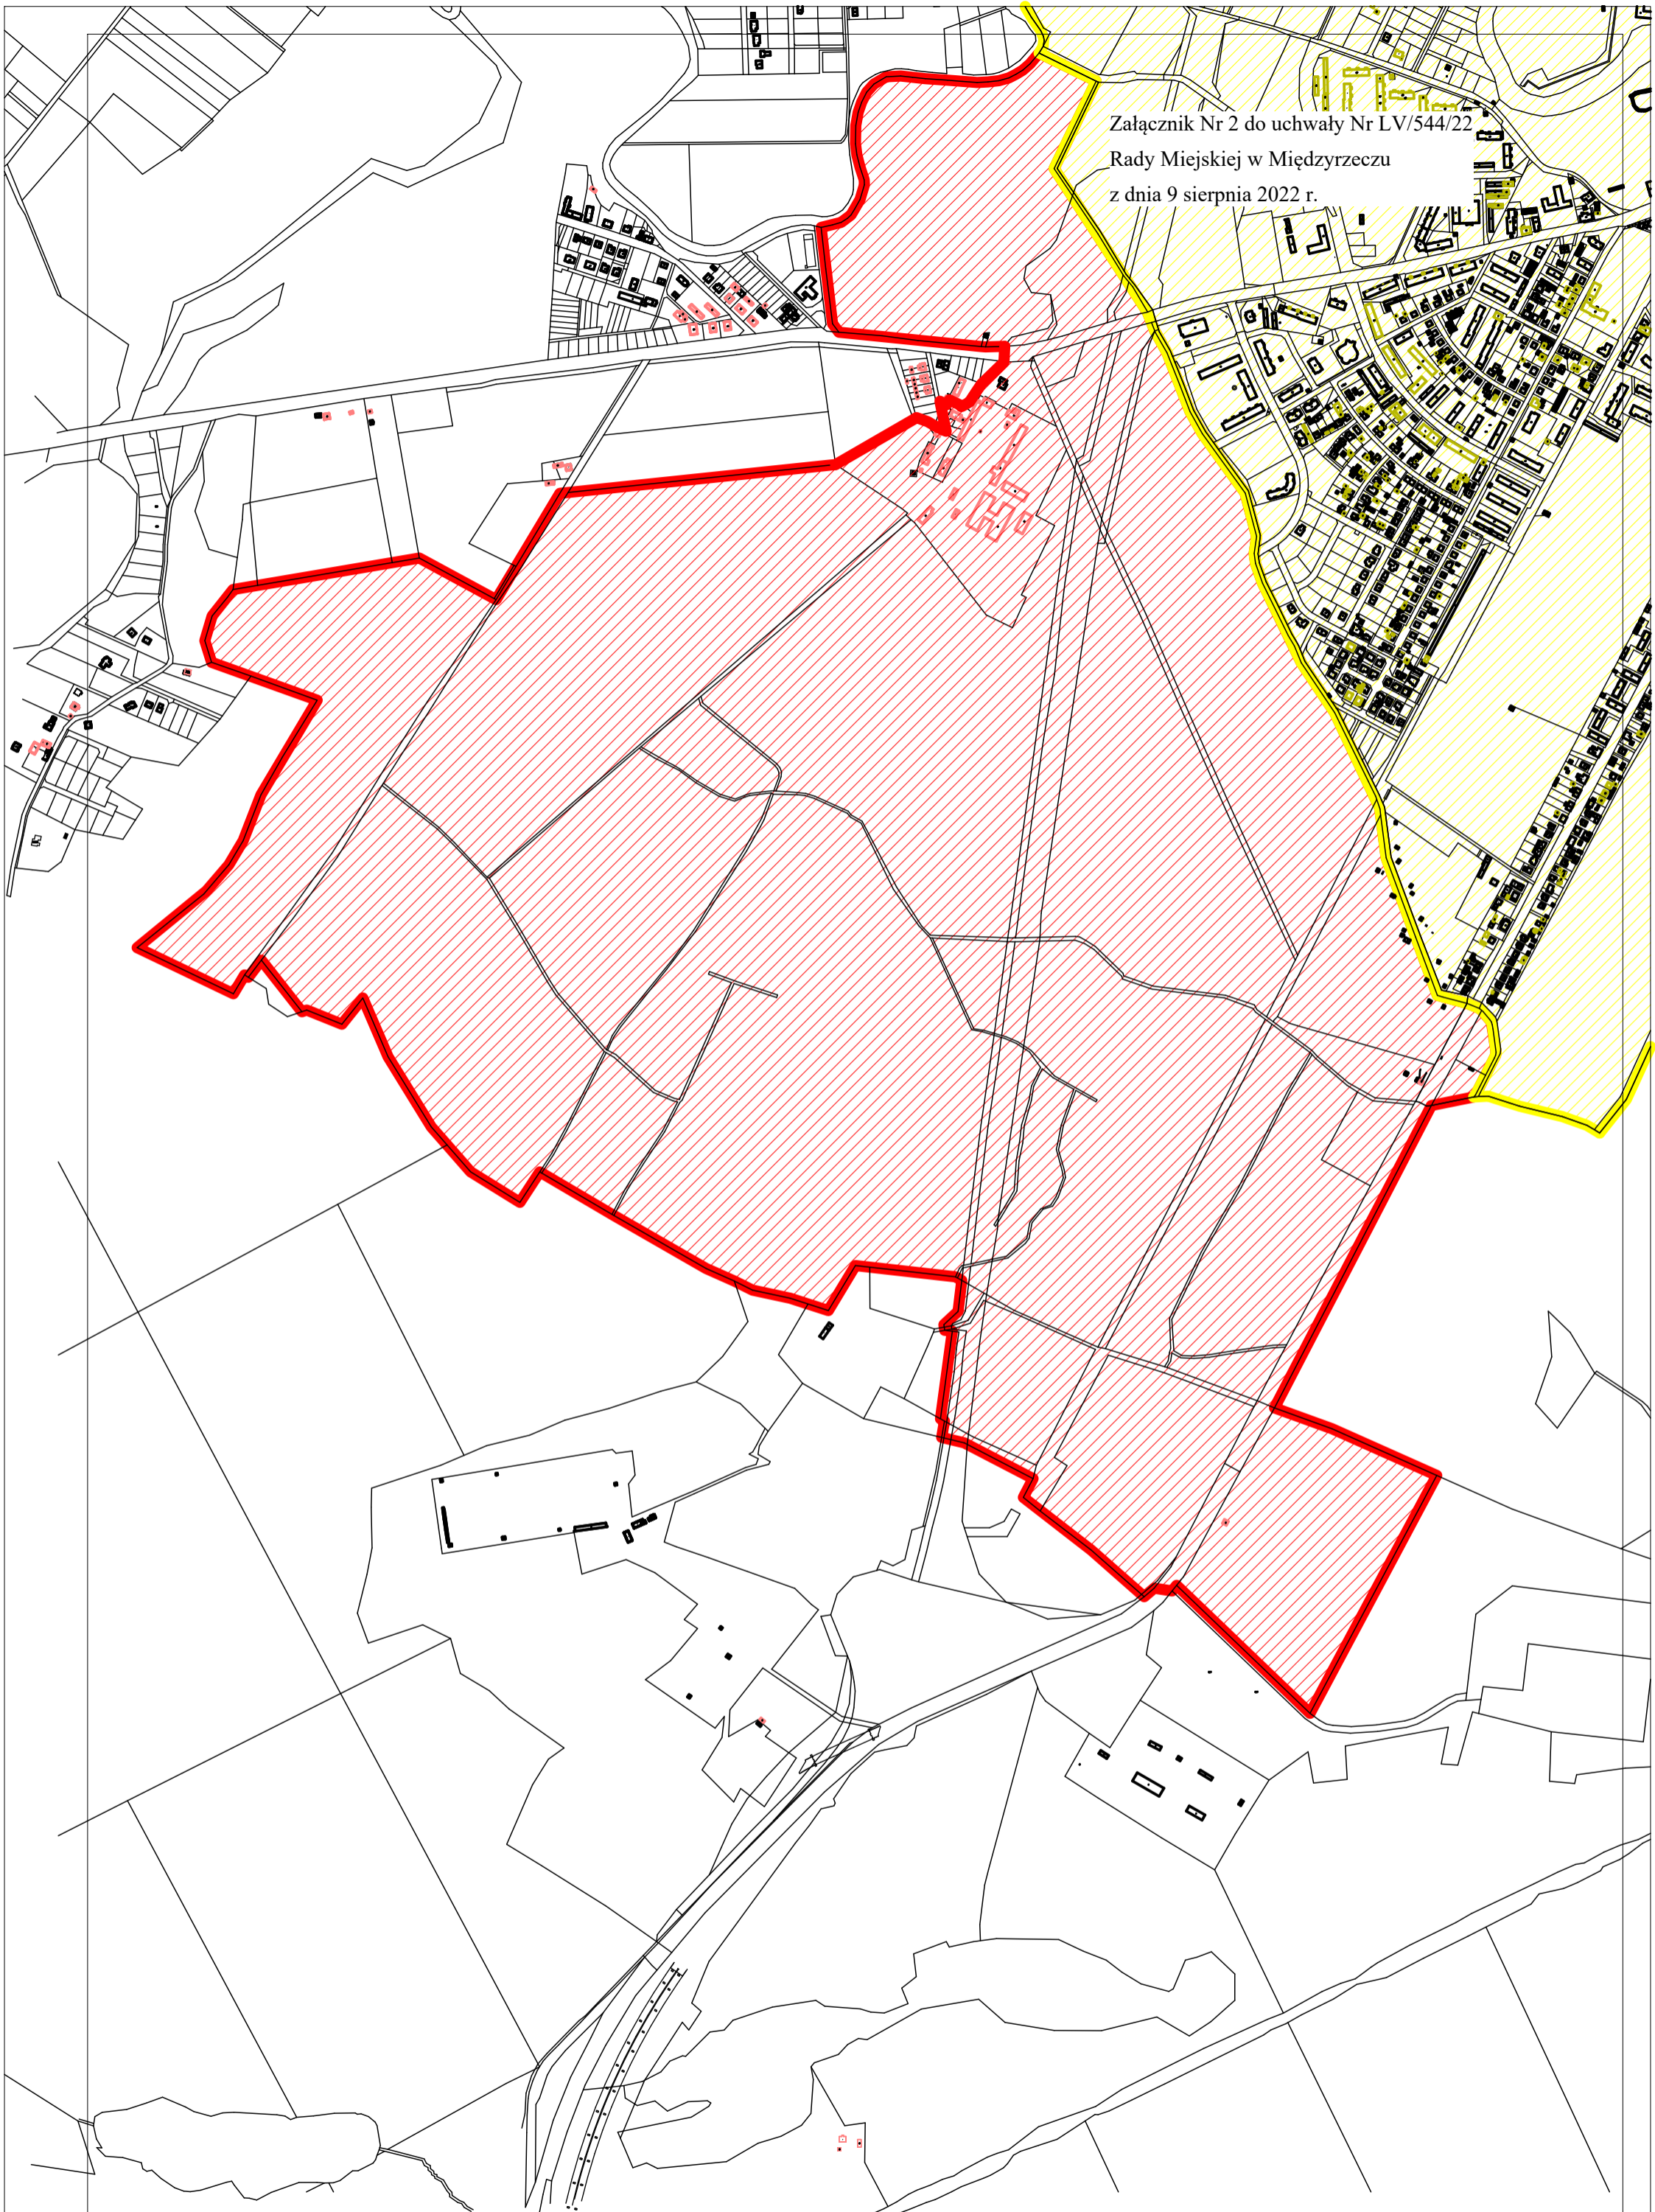 Załącznik Nr 2 do uchwały Nr LV/544/22
Rady Miejskiej w Międzyrzeczu
z dnia 9 sierpnia 2022 r.